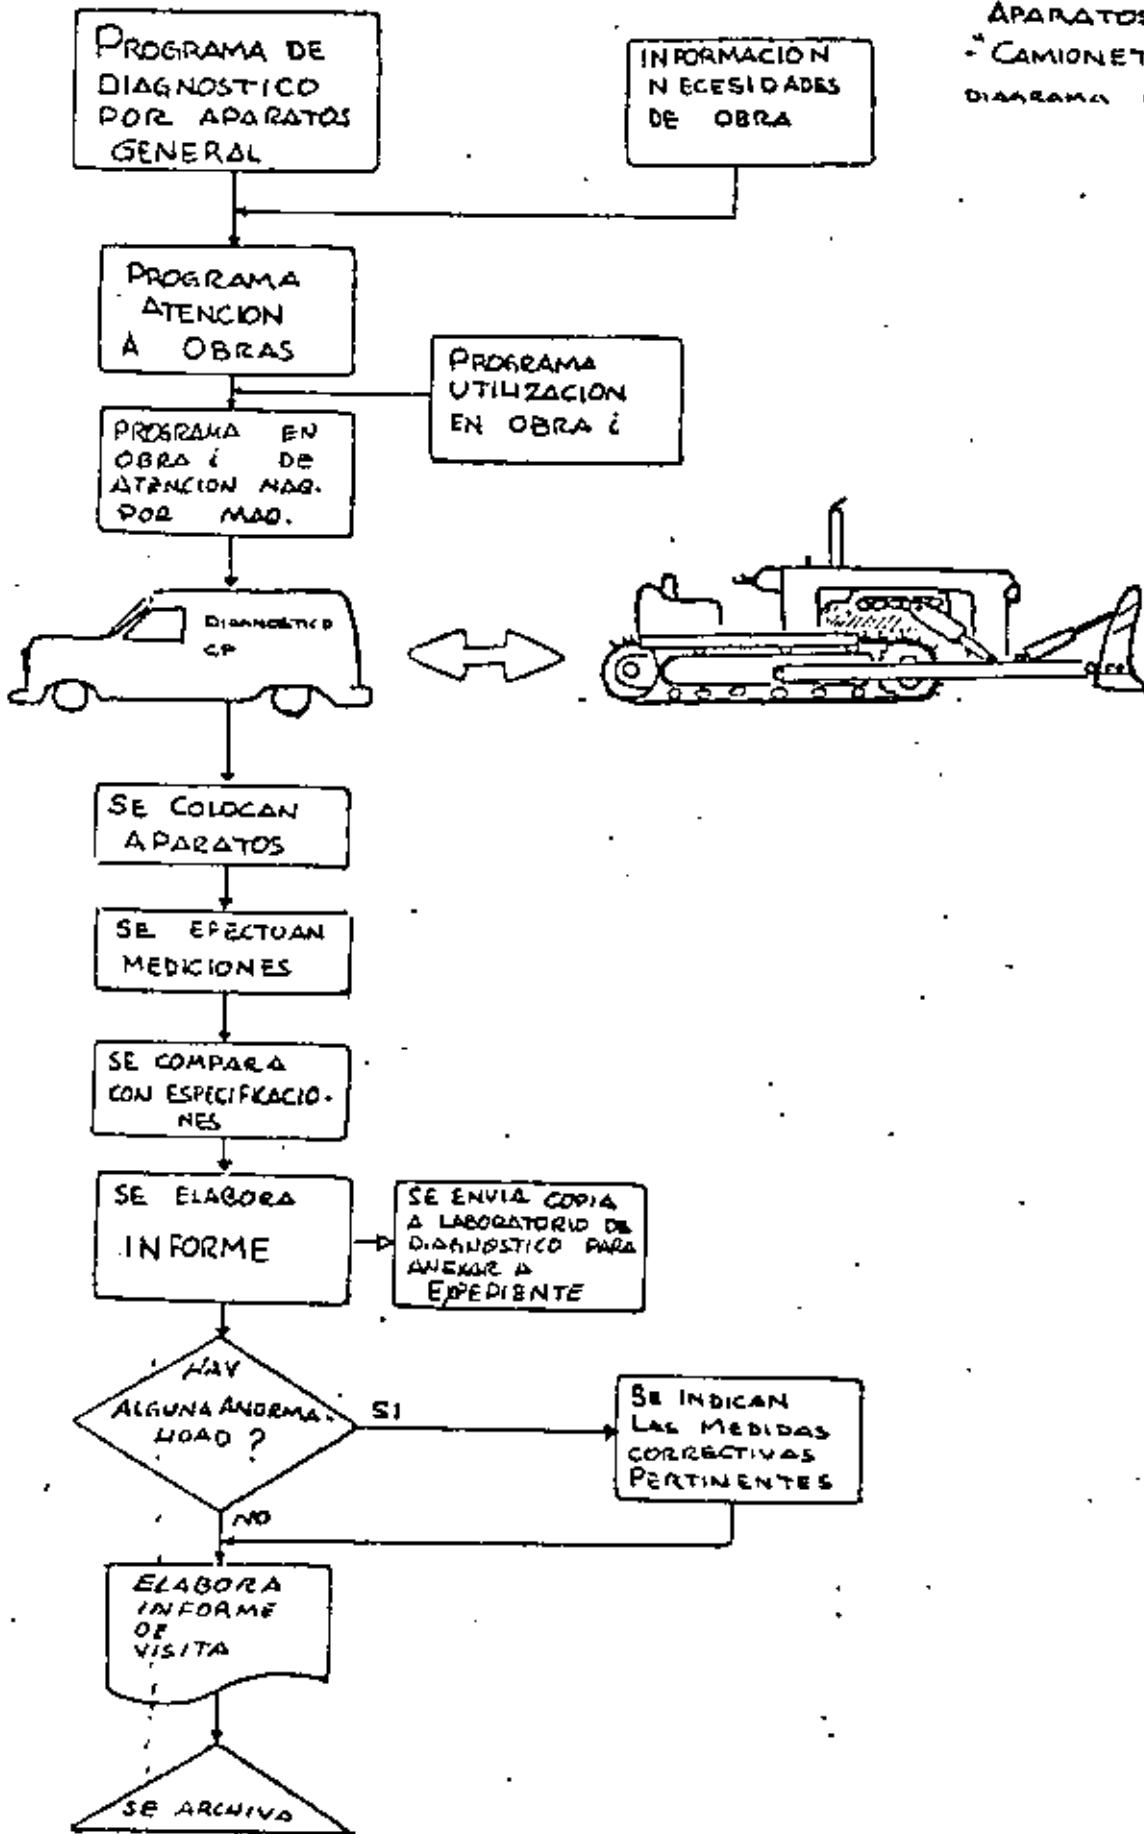 PROGRAMA DE
DIAGNOSTICO
POR APARATOS
GENERAL
INFORMACION
NECESIDADES
DE OBRA
APARATOS
"CAMIONET
DIAGRAMA
PROGRAMA
ATENCION
A OBRAS
PROGRAMA
UTILIZACION
EN OBRA i
PROGRAMA EN
OBRA i DE
ATENCION MAQ.
POR MAQ.
DIAGNOSTICO
SE COLOCAN
APARATOS
SE EFECTUAN
MEDICIONES
SE COMPARA
CON ESPECIFICACIO-
NES
SE ELABORA
INFORME
SE ENVIA COPIA
A LABORATORIO DE
DIAGNOSTICO PARA
ANEXAR A
EXPEDIENTE
HAY
ALGUNA ANORMA-
LIDAD?
SI
SE INDICAN
LAS MEDIDAS
CORRECTIVAS
PERTINENTES
NO
ELABORA
INFORME
DE
VISITA
SE ARCHIVA